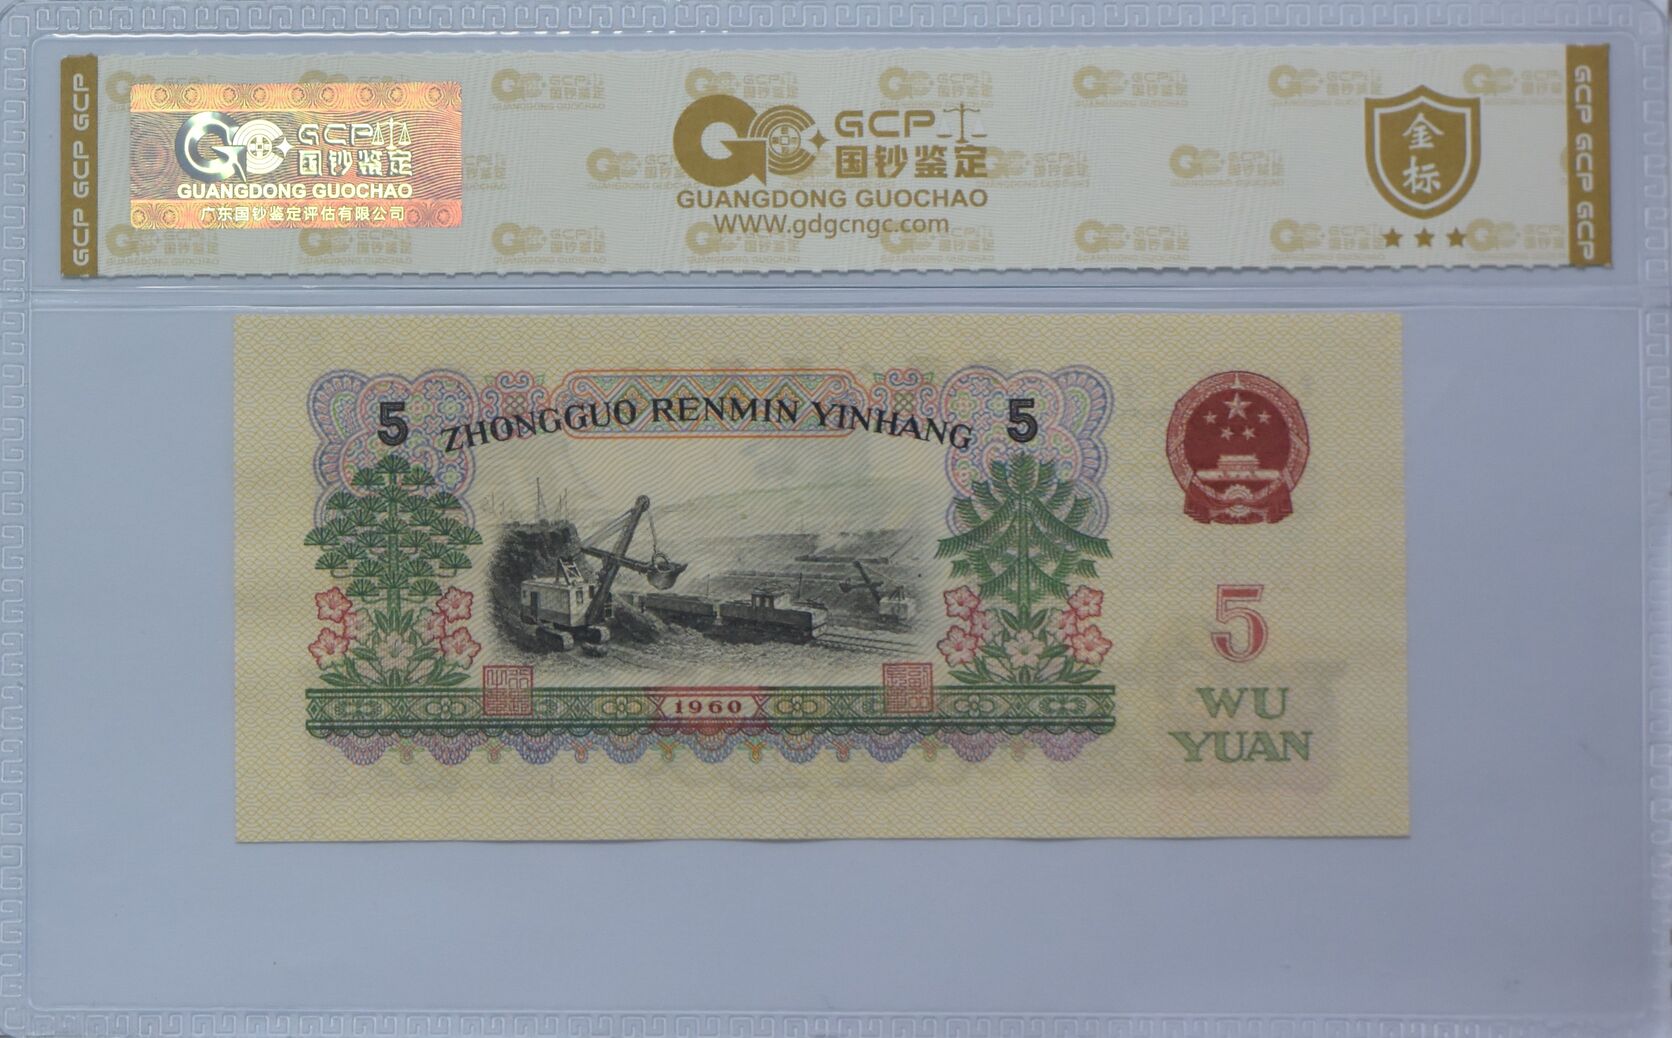 GCP GCP GCP
GCP
国钞鉴定
GUANGDONG GUOCHAO
广东国钞鉴定评估有限公司
GCP
国钞鉴定
GUANGDONG GUOCHAO
WWW.gdgcngc.com
金标
GCP GCP GCP
5
ZHONGGUO RENMIN YINHANG
5
1960
5
WU
YUAN